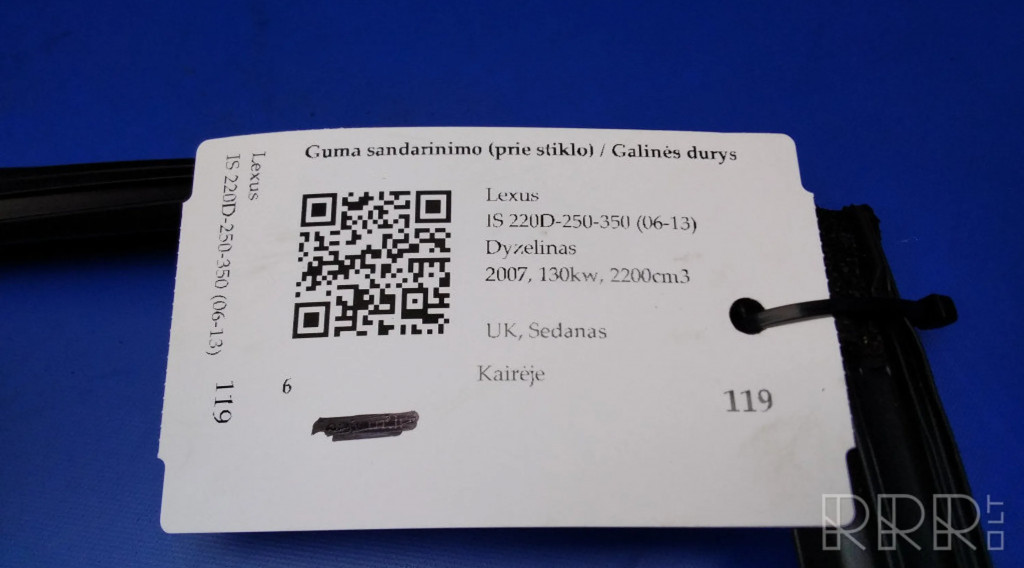 Guma sandarinimo (prie stiklo) / Galinės durys
Lexus
IS 220D-250-350 (06-13)
Dyzelinas
2007, 130kw, 2200cm3
UK, Sedanas
Kairėje
6
119
Lexus
IS 220D-250-350 (06-13)
119
RRR.LT